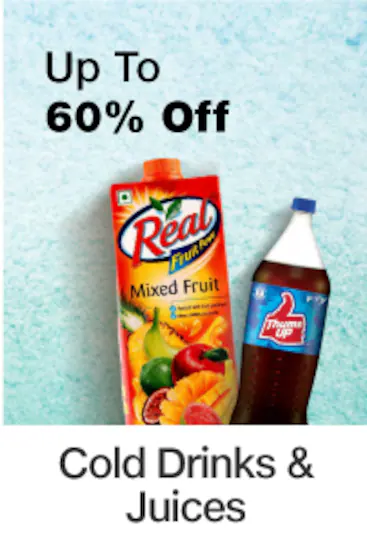 Up To
60% Off
Real
Fruit Power
Mixed Fruit
Thums
UP
Cold Drinks &
Juices